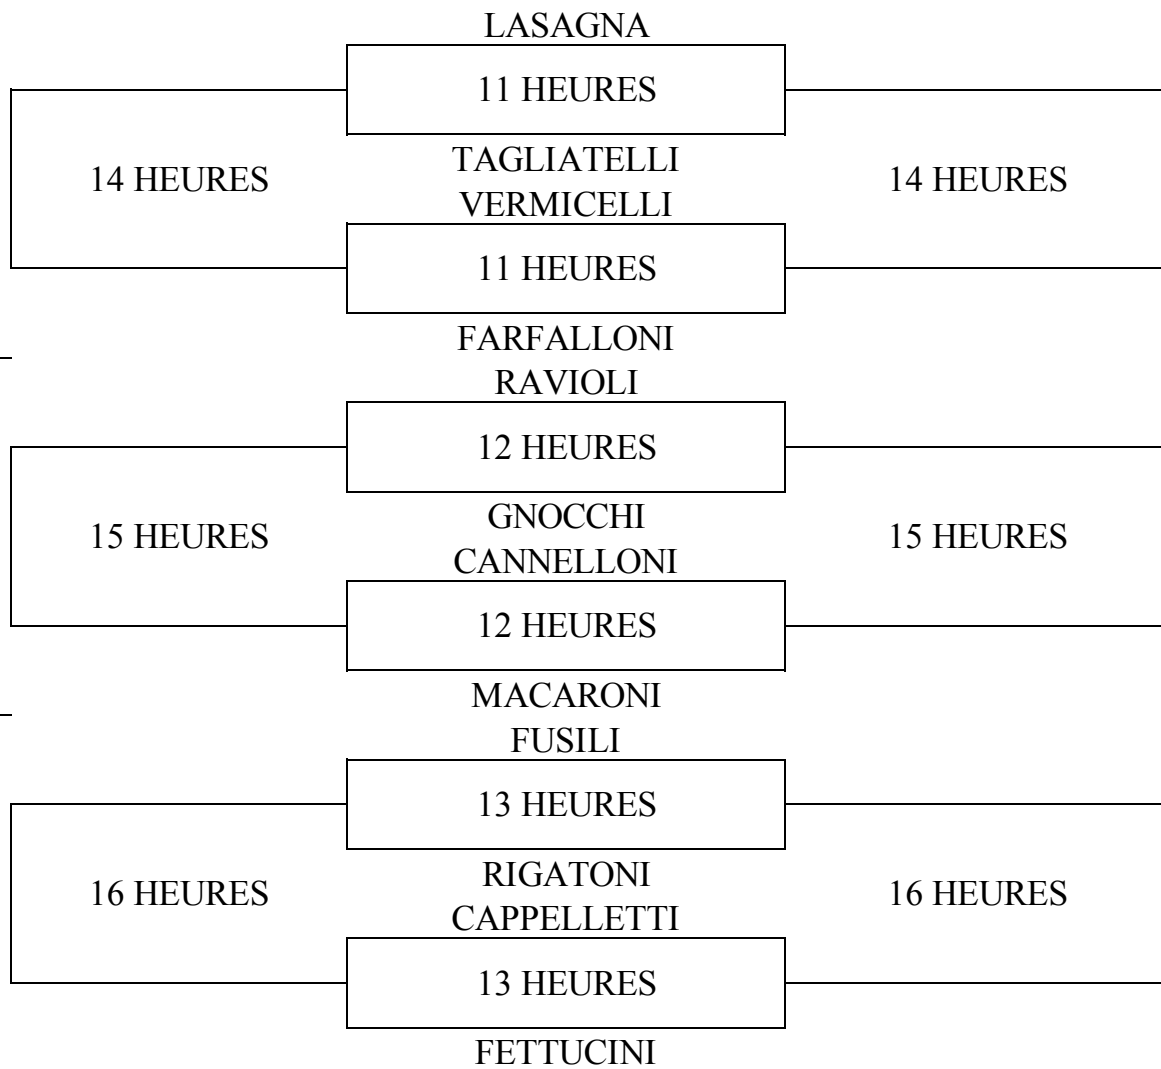 LASAGNA
11 HEURES
TAGLIATELLI
14 HEURES
14 HEURES
VERMICELLI
11 HEURES
FARFALLONI
RAVIOLI
12 HEURES
GNOCCHI
15 HEURES
15 HEURES
CANNELLONI
12 HEURES
MACARONI
FUSILI
13 HEURES
RIGATONI
16 HEURES
16 HEURES
CAPPELLETTI
13 HEURES
FETTUCINI